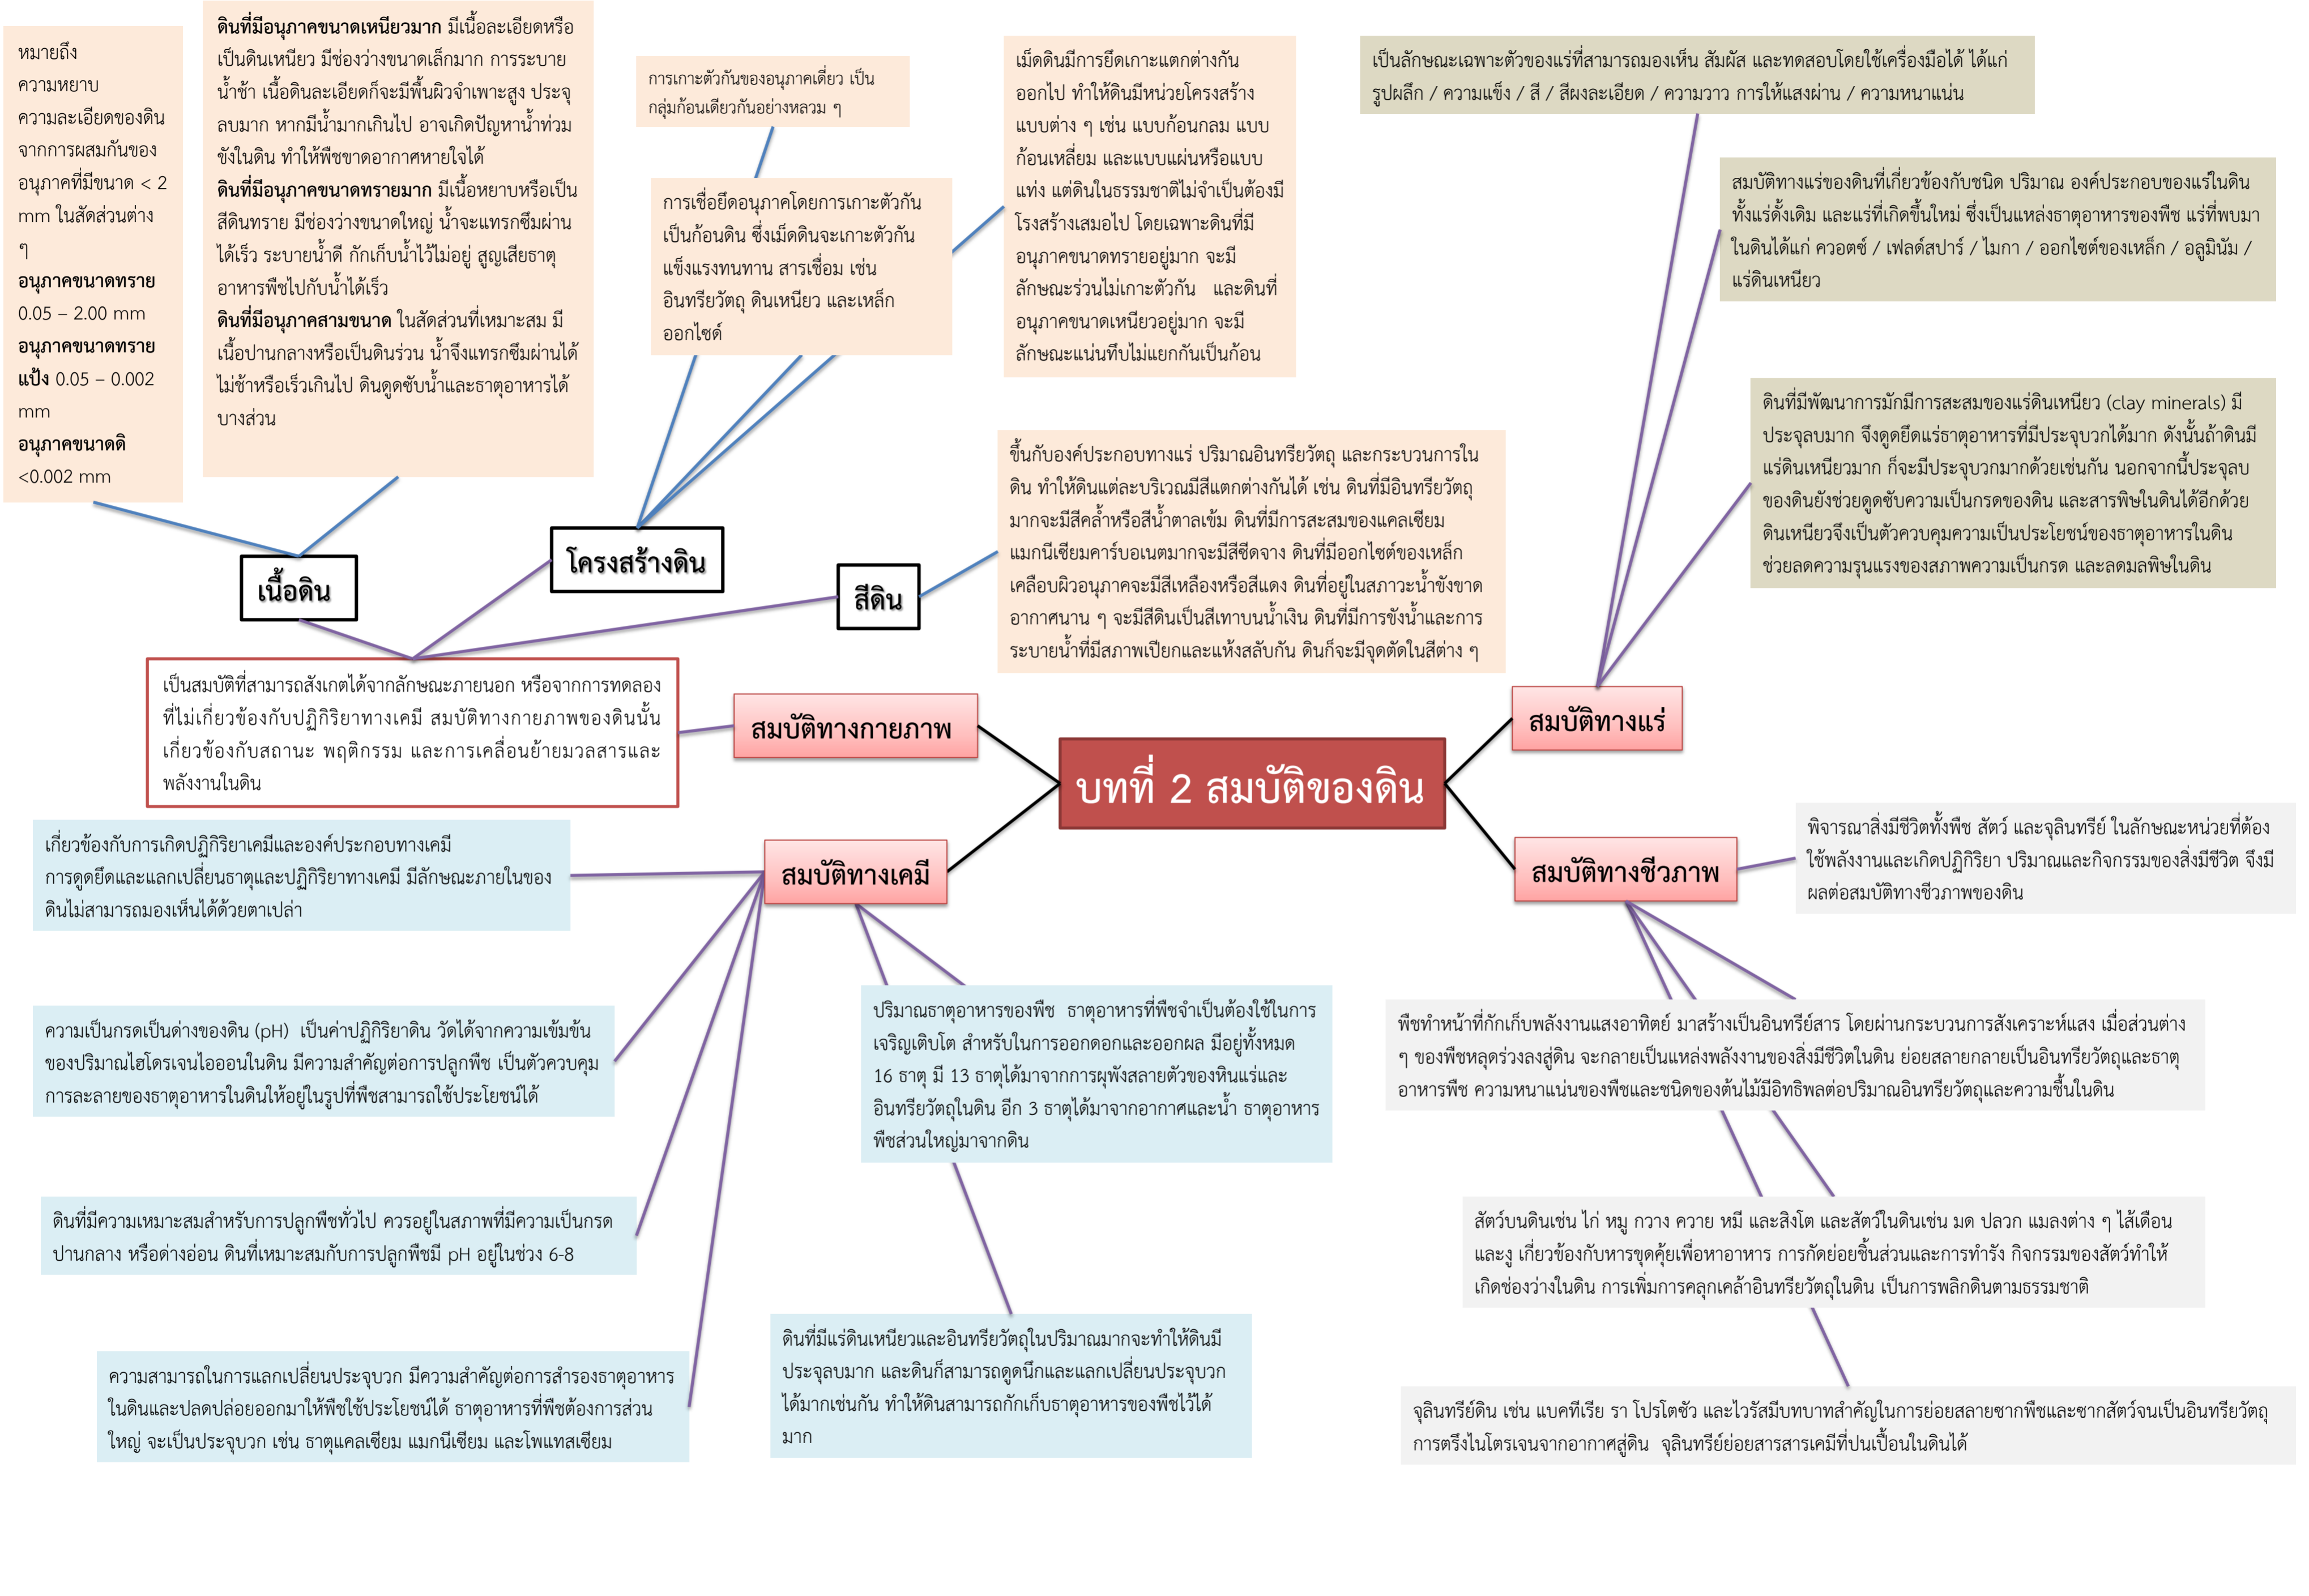 หมายถึง
ความหยาบ
ความละเอียดของดิน
จากการผสมกันของ
อนุภาคที่มีขนาด < 2
mm ในสัดส่วนต่าง
ๆ
อนุภาคขนาดทราย
0.05 – 2.00 mm
อนุภาคขนาดทราย
แป้ง 0.05 – 0.002
mm
อนุภาคขนาดดิ
<0.002 mm
ดินที่มีอนุภาคขนาดเหนียวมาก มีเนื้อละเอียดหรือ
เป็นดินเหนียว มีช่องว่างขนาดเล็กมาก การระบาย
น้ำช้า เนื้อดินละเอียดก็จะมีพื้นผิวจำเพาะสูง ประจุ
ลบมาก หากมีน้ำมากเกินไป อาจเกิดปัญหาน้ำท่วม
ขังในดิน ทำให้พืชขาดอากาศหายใจได้
ดินที่มีอนุภาคขนาดทรายมาก มีเนื้อหยาบหรือเป็น
สีดินทราย มีช่องว่างขนาดใหญ่ น้ำจะแทรกซึมผ่าน
ได้เร็ว ระบายน้ำดี กักเก็บน้ำไว้ไม่อยู่ สูญเสียธาตุ
อาหารพืชไปกับน้ำได้เร็ว
ดินที่มีอนุภาคสามขนาด ในสัดส่วนที่เหมาะสม มี
เนื้อปานกลางหรือเป็นดินร่วน น้ำจึงแทรกซึมผ่านได้
ไม่ช้าหรือเร็วเกินไป ดินดูดซับน้ำและธาตุอาหารได้
บางส่วน
การเกาะตัวกันของอนุภาคเดี่ยว เป็น
กลุ่มก้อนเดียวกันอย่างหลวม ๆ
การเชื่อยึดอนุภาคโดยการเกาะตัวกัน
เป็นก้อนดิน ซึ่งเม็ดดินจะเกาะตัวกัน
แข็งแรงทนทาน สารเชื่อม เช่น
อินทรียวัตถุ ดินเหนียว และเหล็ก
ออกไซด์
เม็ดดินมีการยึดเกาะแตกต่างกัน
ออกไป ทำให้ดินมีหน่วยโครงสร้าง
แบบต่าง ๆ เช่น แบบก้อนกลม แบบ
ก้อนเหลี่ยม และแบบแผ่นหรือแบบ
แท่ง แต่ดินในธรรมชาติไม่จำเป็นต้องมี
โรงสร้างเสมอไป โดยเฉพาะดินที่มี
อนุภาคขนาดทรายอยู่มาก จะมี
ลักษณะร่วนไม่เกาะตัวกัน และดินที่
อนุภาคขนาดเหนียวอยู่มาก จะมี
ลักษณะแน่นทึบไม่แยกกันเป็นก้อน
เป็นลักษณะเฉพาะตัวของแร่ที่สามารถมองเห็น สัมผัส และทดสอบโดยใช้เครื่องมือได้ ได้แก่
รูปผลึก / ความแข็ง / สี / สีผงละเอียด / ความวาว การให้แสงผ่าน / ความหนาแน่น
สมบัติทางแร่ของดินที่เกี่ยวข้องกับชนิด ปริมาณ องค์ประกอบของแร่ในดิน
ทั้งแร่ดั้งเดิม และแร่ที่เกิดขึ้นใหม่ ซึ่งเป็นแหล่งธาตุอาหารของพืช แร่ที่พบมา
ในดินได้แก่ ควอตซ์ / เฟลด์สปาร์ / ไมกา / ออกไซต์ของเหล็ก / อลูมินัม /
แร่ดินเหนียว
ดินที่มีพัฒนาการมักมีการสะสมของแร่ดินเหนียว (clay minerals) มี
ประจุลบมาก จึงดูดยึดแร่ธาตุอาหารที่มีประจุบวกได้มาก ดังนั้นถ้าดินมี
แร่ดินเหนียวมาก ก็จะมีประจุบวกมากด้วยเช่นกัน นอกจากนี้ประจุลบ
ของดินยังช่วยดูดซับความเป็นกรดของดิน และสารพิษในดินได้อีกด้วย
ดินเหนียวจึงเป็นตัวควบคุมความเป็นประโยชน์ของธาตุอาหารในดิน
ช่วยลดความรุนแรงของสภาพความเป็นกรด และลดมลพิษในดิน
ขึ้นกับองค์ประกอบทางแร่ ปริมาณอินทรียวัตถุ และกระบวนการใน
ดิน ทำให้ดินแต่ละบริเวณมีสีแตกต่างกันได้ เช่น ดินที่มีอินทรียวัตถุ
มากจะมีสีคล้ำหรือสีน้ำตาลเข้ม ดินที่มีการสะสมของแคลเซียม
แมกนีเซียมคาร์บอเนตมากจะมีสีซีดจาง ดินที่มีออกไซต์ของเหล็ก
เคลือบผิวอนุภาคจะมีสีเหลืองหรือสีแดง ดินที่อยู่ในสภาวะน้ำขังขาด
อากาศนาน ๆ จะมีสีดินเป็นสีเทาบนน้ำเงิน ดินที่มีการขังน้ำและการ
ระบายน้ำที่มีสภาพเปียกและแห้งสลับกัน ดินก็จะมีจุดตัดในสีต่าง ๆ
เนื้อดิน
โครงสร้างดิน
สีดิน
เป็นสมบัติที่สามารถสังเกตได้จากลักษณะภายนอก หรือจากการทดลอง
ที่ไม่เกี่ยวข้องกับปฏิกิริยาทางเคมี สมบัติทางกายภาพของดินนั้น
เกี่ยวข้องกับสถานะ พฤติกรรม และการเคลื่อนย้ายมวลสารและ
พลังงานในดิน
สมบัติทางกายภาพ
สมบัติทางแร่
บทที่ 2 สมบัติของดิน
สมบัติทางเคมี
สมบัติทางชีวภาพ
เกี่ยวข้องกับการเกิดปฏิกิริยาเคมีและองค์ประกอบทางเคมี
การดูดยึดและแลกเปลี่ยนธาตุและปฏิกิริยาทางเคมี มีลักษณะภายในของ
ดินไม่สามารถมองเห็นได้ด้วยตาเปล่า
พิจารณาสิ่งมีชีวิตทั้งพืช สัตว์ และจุลินทรีย์ ในลักษณะหน่วยที่ต้อง
ใช้พลังงานและเกิดปฏิกิริยา ปริมาณและกิจกรรมของสิ่งมีชีวิต จึงมี
ผลต่อสมบัติทางชีวภาพของดิน
ความเป็นกรดเป็นด่างของดิน (pH) เป็นค่าปฏิกิริยาดิน วัดได้จากความเข้มข้น
ของปริมาณไฮโดรเจนไอออนในดิน มีความสำคัญต่อการปลูกพืช เป็นตัวควบคุม
การละลายของธาตุอาหารในดินให้อยู่ในรูปที่พืชสามารถใช้ประโยชน์ได้
ปริมาณธาตุอาหารของพืช ธาตุอาหารที่พืชจำเป็นต้องใช้ในการ
เจริญเติบโต สำหรับในการออกดอกและออกผล มีอยู่ทั้งหมด
16 ธาตุ มี 13 ธาตุได้มาจากการผุพังสลายตัวของหินแร่และ
อินทรียวัตถุในดิน อีก 3 ธาตุได้มาจากอากาศและน้ำ ธาตุอาหาร
พืชส่วนใหญ่มาจากดิน
พืชทำหน้าที่กักเก็บพลังงานแสงอาทิตย์ มาสร้างเป็นอินทรีย์สาร โดยผ่านกระบวนการสังเคราะห์แสง เมื่อส่วนต่าง
ๆ ของพืชหลุดร่วงลงสู่ดิน จะกลายเป็นแหล่งพลังงานของสิ่งมีชีวิตในดิน ย่อยสลายกลายเป็นอินทรียวัตถุและธาตุ
อาหารพืช ความหนาแน่นของพืชและชนิดของต้นไม้มีอิทธิพลต่อปริมาณอินทรียวัตถุและความชื้นในดิน
ดินที่มีความเหมาะสมสำหรับการปลูกพืชทั่วไป ควรอยู่ในสภาพที่มีความเป็นกรด
ปานกลาง หรือด่างอ่อน ดินที่เหมาะสมกับการปลูกพืชมี pH อยู่ในช่วง 6-8
สัตว์บนดินเช่น ไก่ หมู กวาง ควาย หมี และสิงโต และสัตว์ในดินเช่น มด ปลวก แมลงต่าง ๆ ไส้เดือน
และงู เกี่ยวข้องกับหารขุดคุ้ยเพื่อหาอาหาร การกัดย่อยชิ้นส่วนและการทำรัง กิจกรรมของสัตว์ทำให้
เกิดช่องว่างในดิน การเพิ่มการคลุกเคล้าอินทรียวัตถุในดิน เป็นการพลิกดินตามธรรมชาติ
ความสามารถในการแลกเปลี่ยนประจุบวก มีความสำคัญต่อการสำรองธาตุอาหาร
ในดินและปลดปล่อยออกมาให้พืชใช้ประโยชน์ได้ ธาตุอาหารที่พืชต้องการส่วน
ใหญ่ จะเป็นประจุบวก เช่น ธาตุแคลเซียม แมกนีเซียม และโพแทสเซียม
ดินที่มีแร่ดินเหนียวและอินทรียวัตถุในปริมาณมากจะทำให้ดินมี
ประจุลบมาก และดินก็สามารถดูดนึกและแลกเปลี่ยบประจุบวก
ได้มากเช่นกัน ทำให้ดินสามารถกักเก็บธาตุอาหารของพืชไว้ได้
มาก
จุลินทรีย์ดิน เช่น แบคทีเรีย รา โปรโตซัว และไวรัสมีบทบาทสำคัญในการย่อยสลายซากพืชและซากสัตว์จนเป็นอินทรียวัตถุ
การตรึงไนโตรเจนจากอากาศสู่ดิน จุลินทรีย์ย่อยสารสารเคมีที่ปนเปื้อนในดินได้